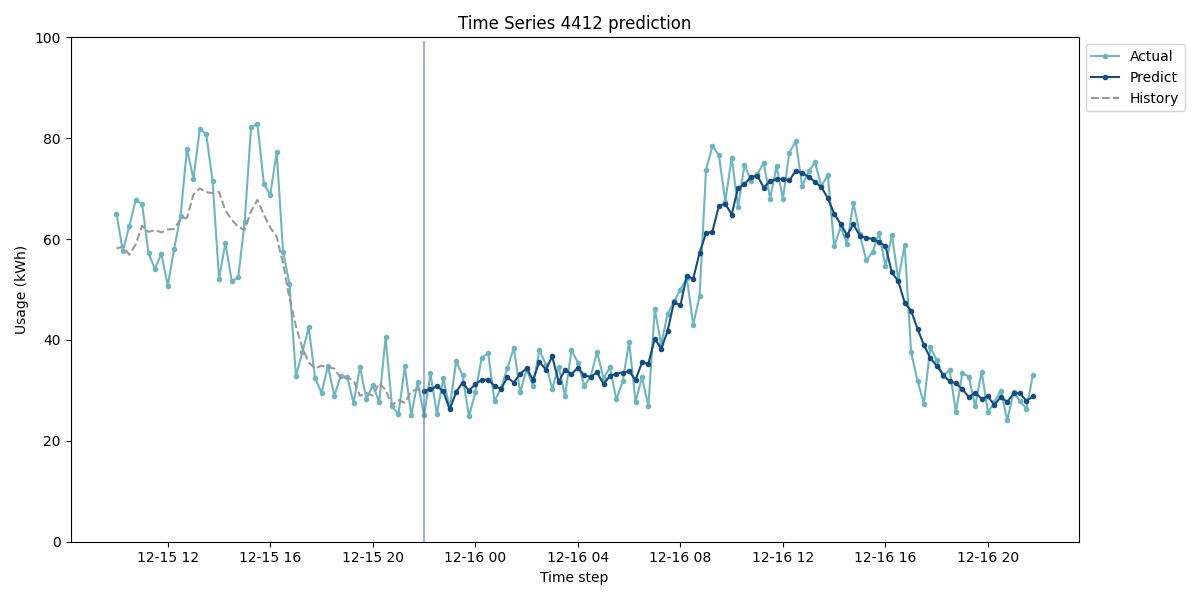 Time Series 4412 prediction
100
80
60
40
20
0
Usage (kWh)
12-15 12
12-15 16
12-15 20
12-16 00
12-16 04
12-16 08
12-16 12
12-16 16
12-16 20
Time step
Actual
Predict
History